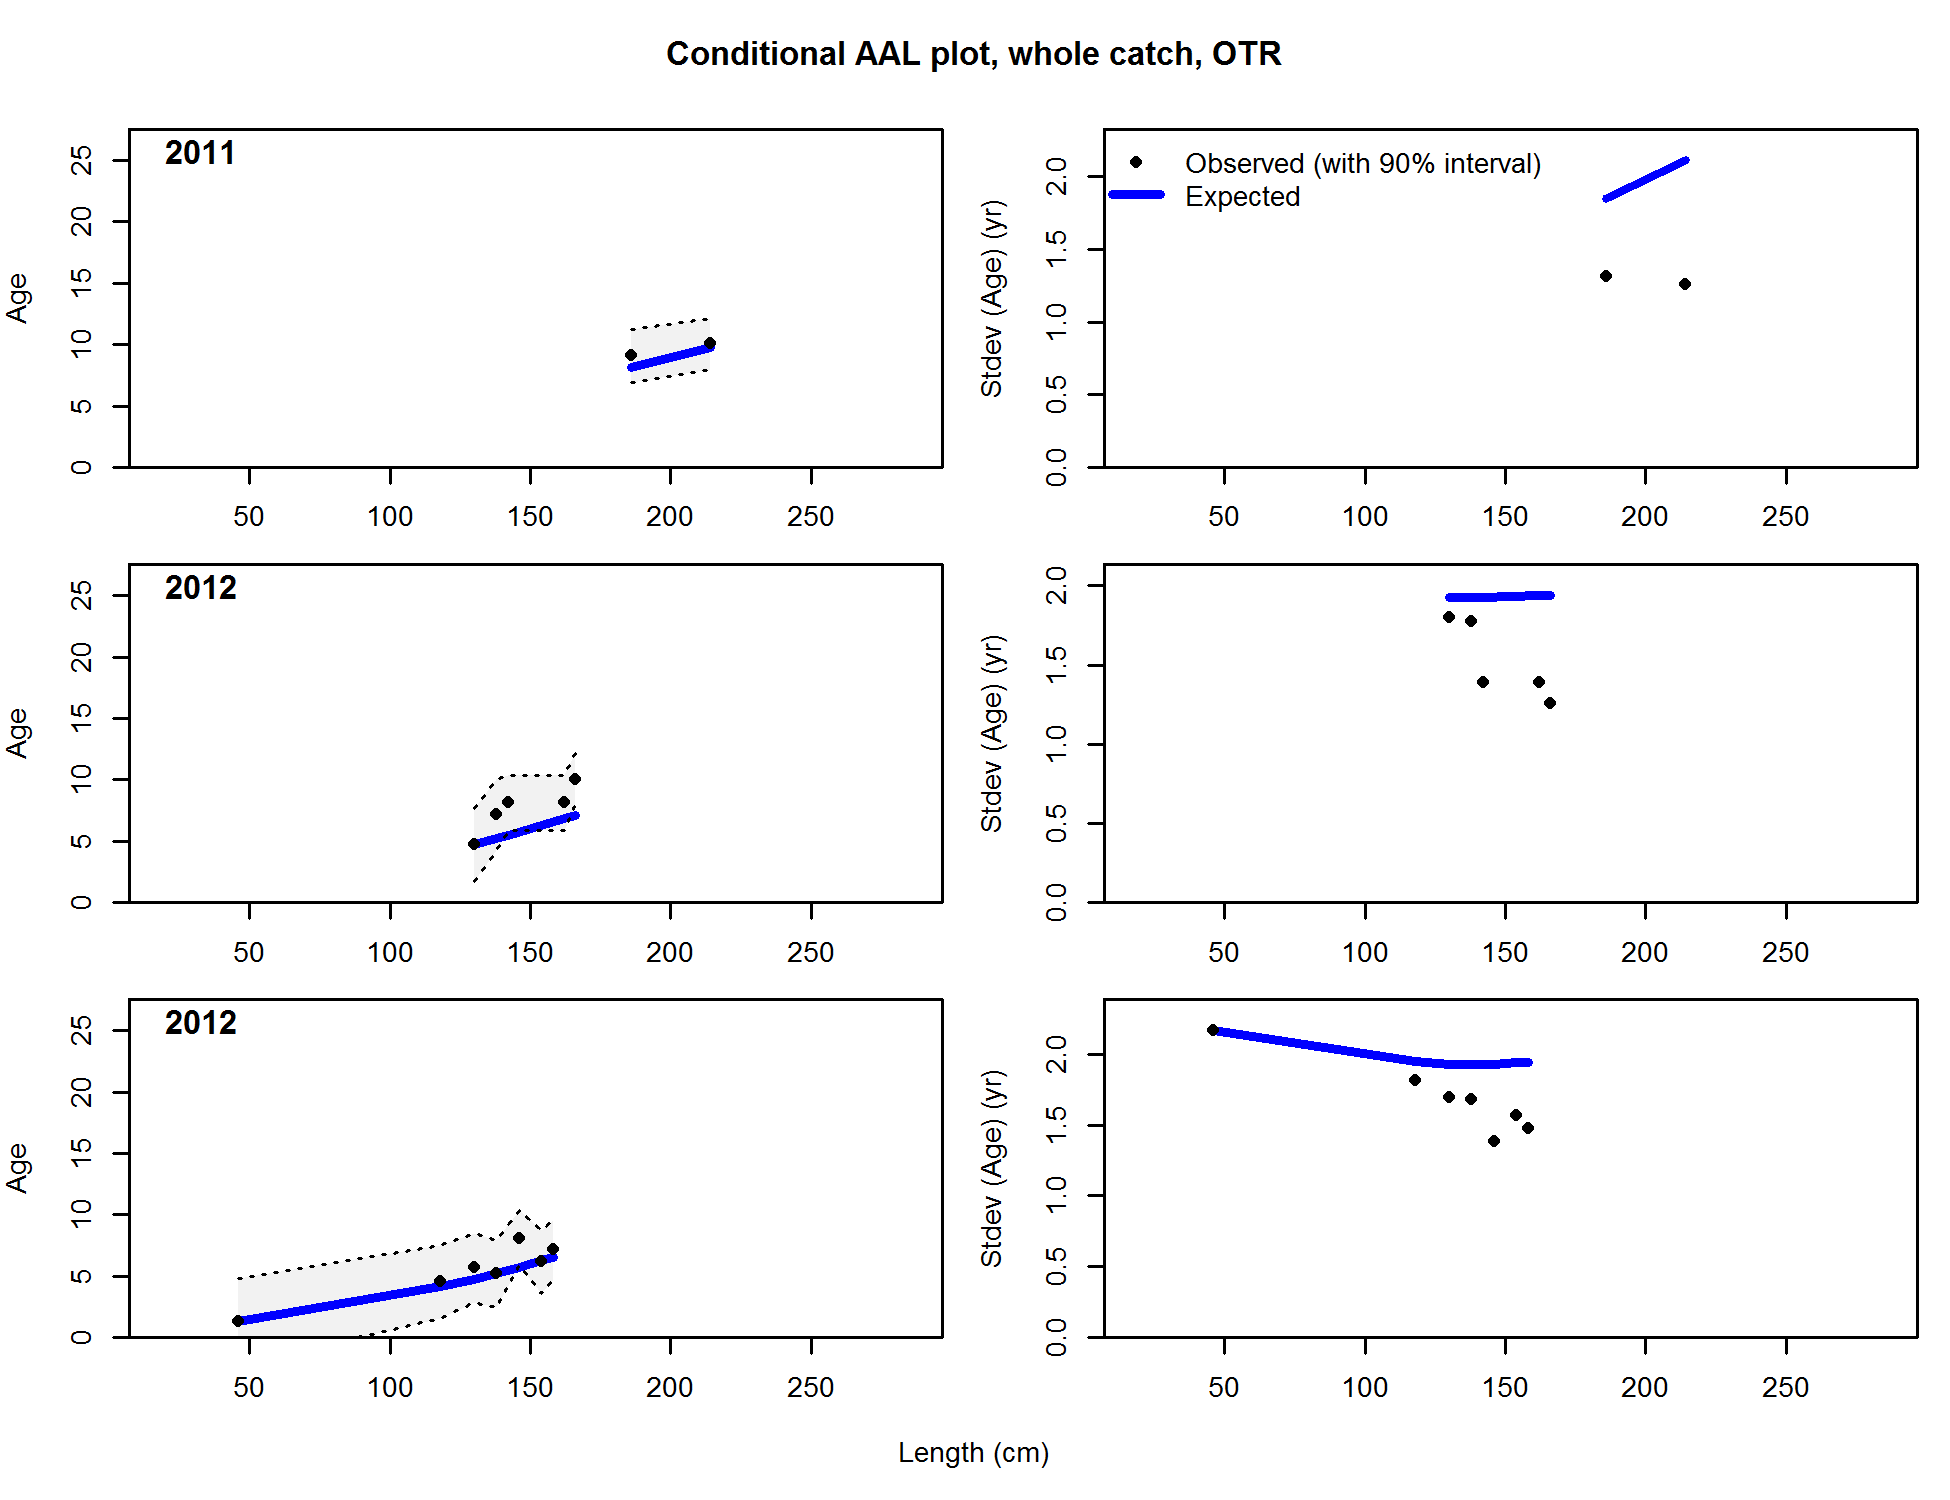 Conditional AAL plot, whole catch, OTR
2011
Age
0 5 10 15 20 25
50 100 150 200 250
Observed (with 90% interval)
Expected
Stdev (Age) (yr)
0.0 0.5 1.0 1.5 2.0
50 100 150 200 250
2012
Age
0 5 10 15 20 25
50 100 150 200 250
Stdev (Age) (yr)
0.0 0.5 1.0 1.5 2.0
50 100 150 200 250
2012
Age
0 5 10 15 20 25
50 100 150 200 250
Stdev (Age) (yr)
0.0 0.5 1.0 1.5 2.0
50 100 150 200 250
Length (cm)